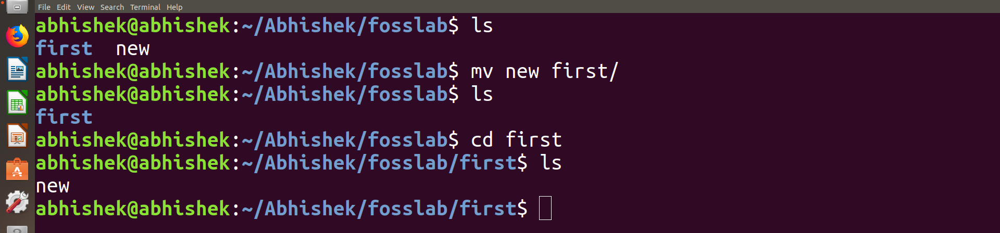 File Edit View Search Terminal Help
abhishek@abhishek:~/Abhishek/fosslab$ ls
first  new
abhishek@abhishek:~/Abhishek/fosslab$ mv new first/
abhishek@abhishek:~/Abhishek/fosslab$ ls
first
abhishek@abhishek:~/Abhishek/fosslab$ cd first
abhishek@abhishek:~/Abhishek/fosslab/first$ ls
new
abhishek@abhishek:~/Abhishek/fosslab/first$